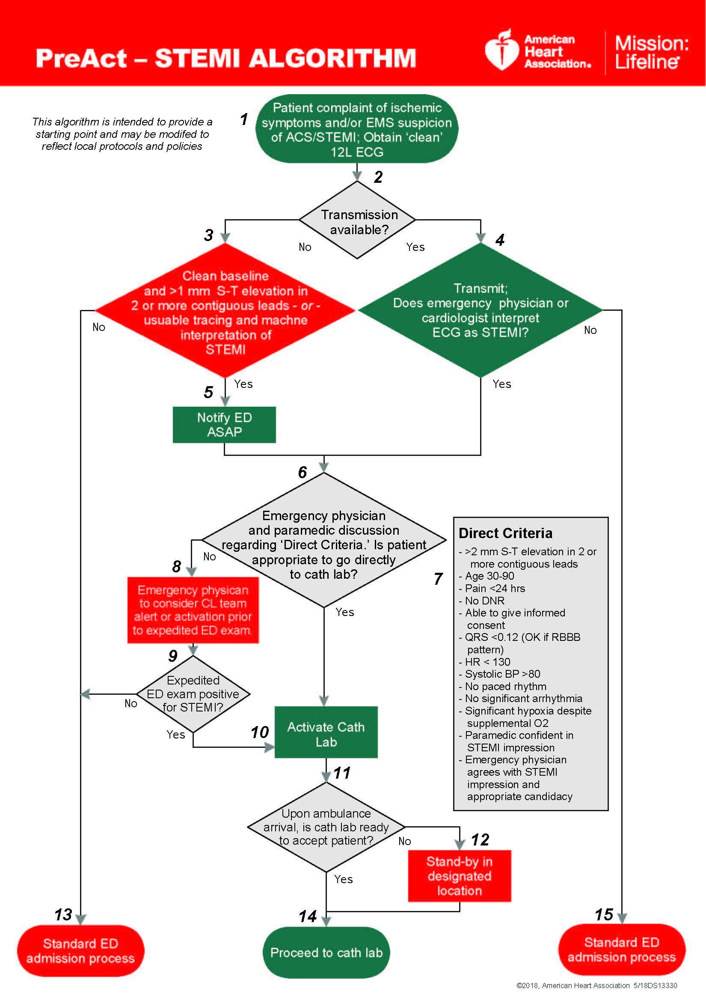 PreAct – STEMI ALGORITHM
American
Heart
Association.
Mission:
Lifeline®
This algorithm is intended to provide a
starting point and may be modifed to
reflect local protocols and policies
1
Patient complaint of ischemic
symptoms and/or EMS suspicion
of ACS/STEMI; Obtain ‘clean’
12L ECG
2
Transmission
available?
No
Yes
3
Clean baseline
and >1 mm S-T elevation in
2 or more contiguous leads - or -
usuable tracing and machne
interpretation of
STEMI
No
Yes
4
Transmit;
Does emergency physician or
cardiologist interpret
ECG as STEMI?
No
Yes
5
Notify ED
ASAP
6
Emergency physician
and paramedic discussion
regarding ‘Direct Criteria.’ Is patient
appropriate to go directly
to cath lab?
No
Yes
7
Direct Criteria
- >2 mm S-T elevation in 2 or
more contiguous leads
- Age 30-90
- Pain <24 hrs
- No DNR
- Able to give informed
consent
- QRS <0.12 (OK if RBBB
pattern)
- HR < 130
- Systolic BP >80
- No paced rhythm
- No significant arrhythmia
- Significant hypoxia despite
supplemental O2
- Paramedic confident in
STEMI impression
- Emergency physician
agrees with STEMI
impression and
appropriate candidacy
8
Emergency physican
to consider CL team
alert or activation prior
to expedited ED exam.
9
Expedited
ED exam positive
for STEMI?
No
Yes
10
Activate Cath
Lab
11
Upon ambulance
arrival, is cath lab ready
to accept patient?
No
Yes
12
Stand-by in
designated
location
13
Standard ED
admission process
14
Proceed to cath lab
15
Standard ED
admission process
©2018, American Heart Association 5/18DS13330